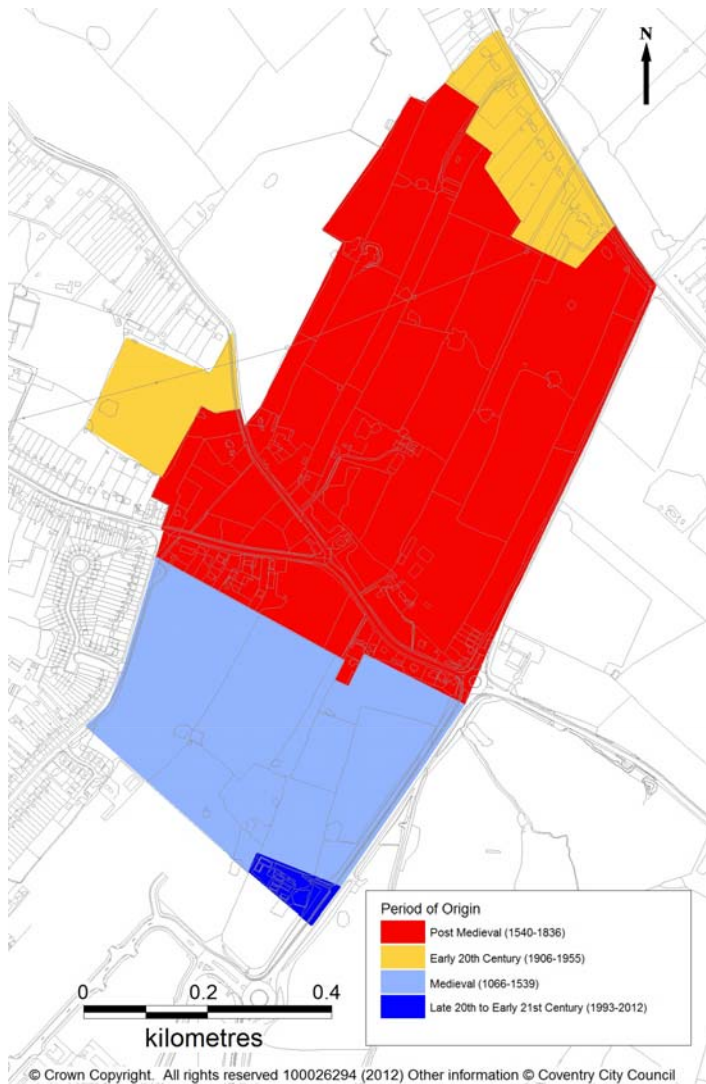 N
Period of Origin
Post Medieval (1540-1836)
Early 20th Century (1906-1955)
Medieval (1066-1539)
Late 20th to Early 21st Century (1993-2012)
0 0.2 0.4
kilometres
© Crown Copyright. All rights reserved 100026294 (2012) Other information © Coventry City Council